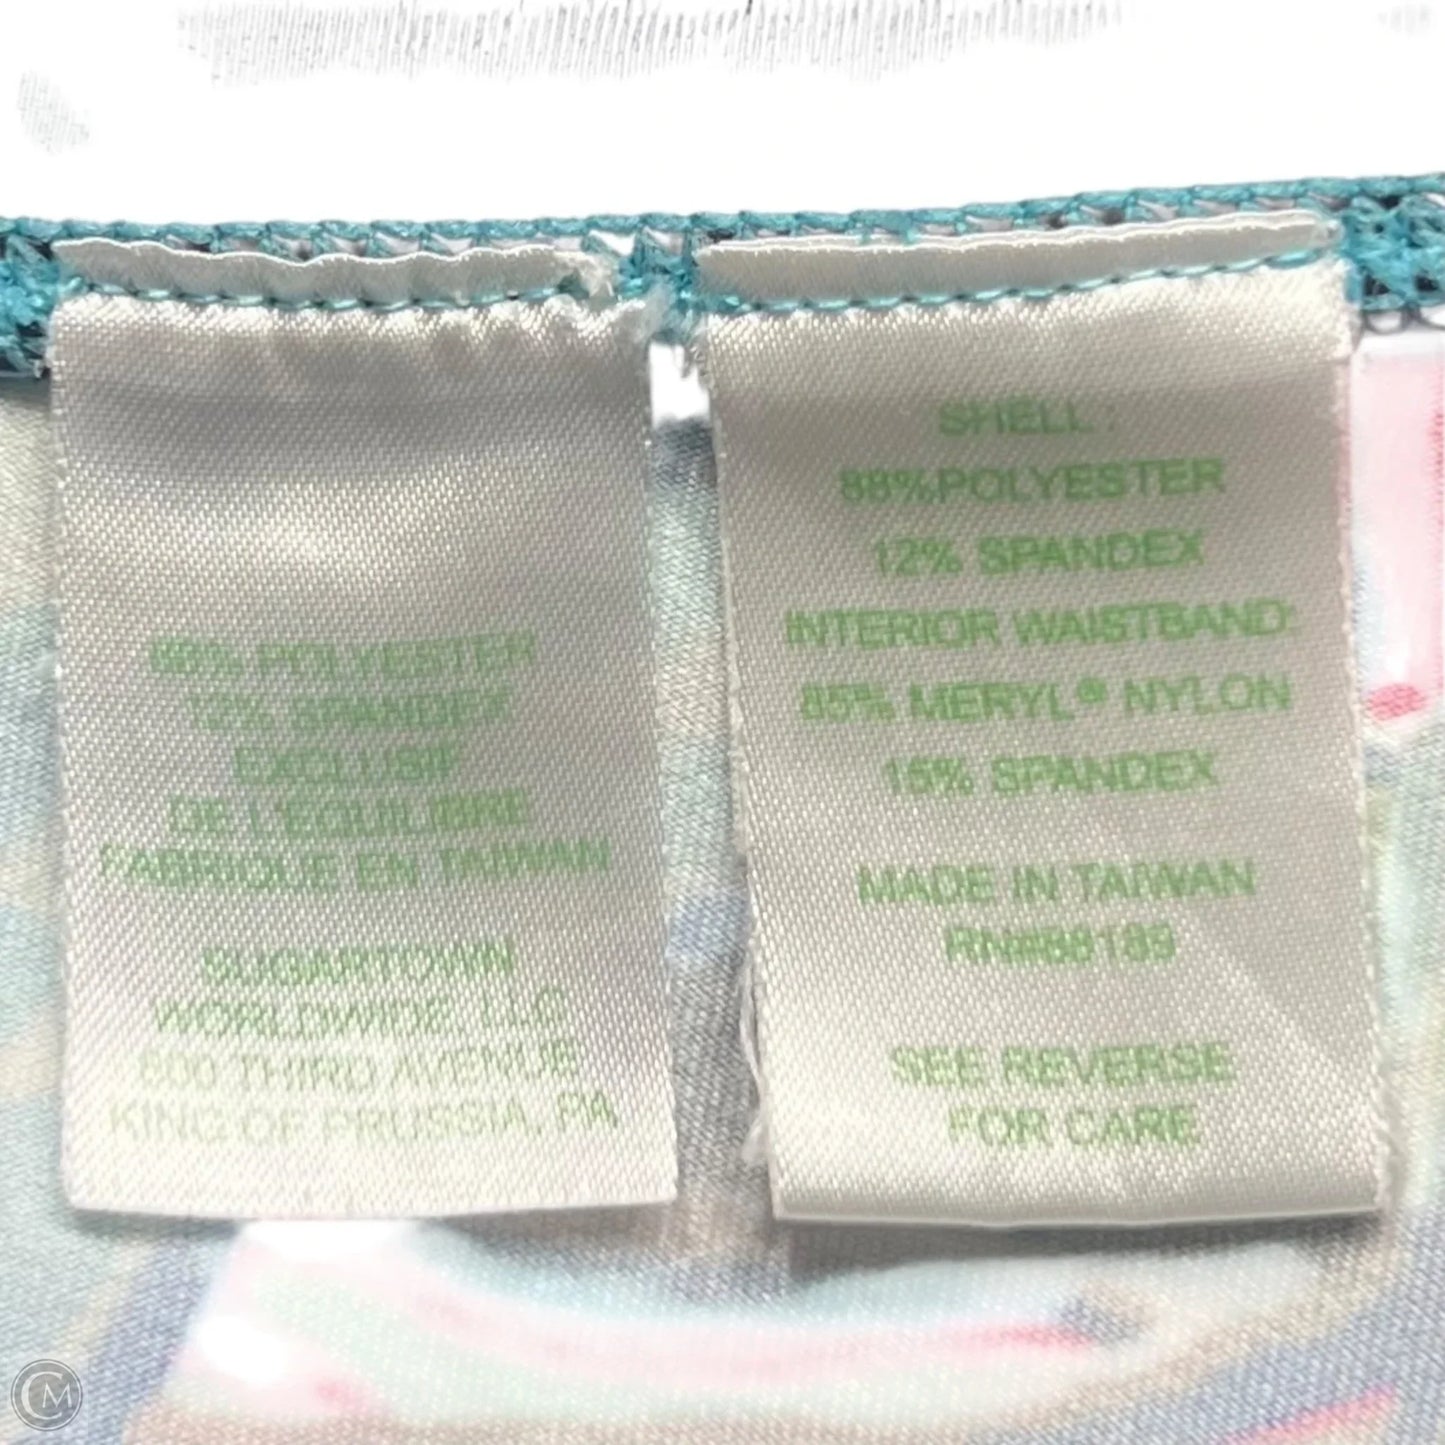 88% POLYESTER
12% SPANDEX
EXCLUSIF
DE L'EQUILIBRE
FABRIQUE EN TAIWAN
SUGARTOWN
WORLDWIDE, LLC
800 THIRD AVENUE
KING OF PRUSSIA, PA
SHELL :
88%POLYESTER
12% SPANDEX
INTERIOR WAISTBAND:
85% MERYL® NYLON
15% SPANDEX
MADE IN TAIWAN
RN#88189
SEE REVERSE
FOR CARE
CM